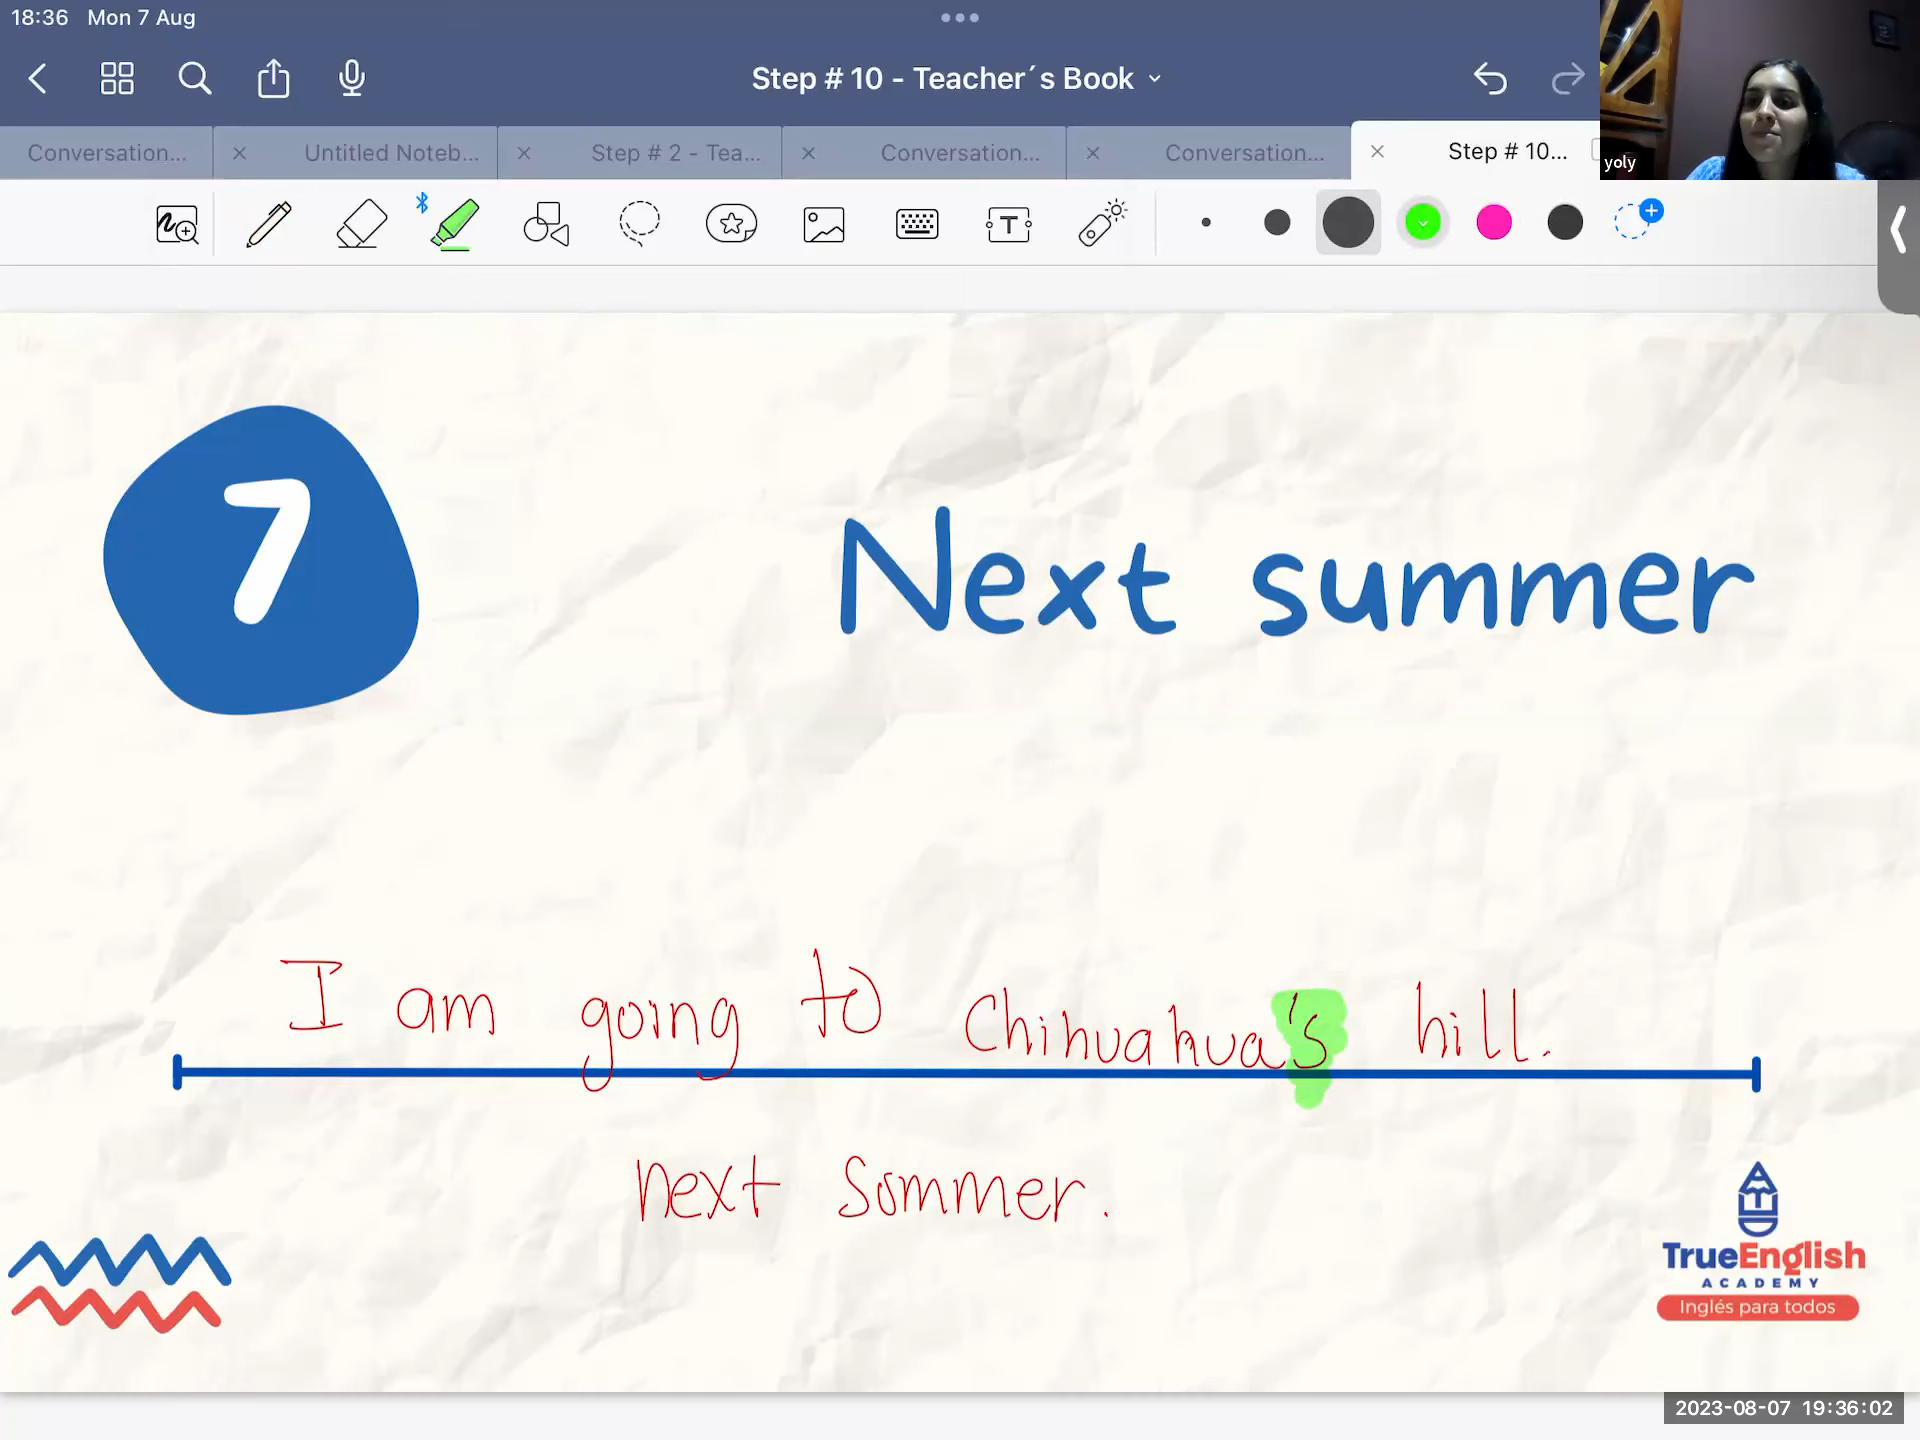 18:36 Mon 7 Aug
Step # 10 - Teacher´s Book
Conversation...
Untitled Noteb...
Step # 2 - Tea...
Conversation...
Conversation...
Step # 10...
yoly
7
Next summer
I am going to Chihuahua's hill.
next Sommer.
TrueEnglish
ACADEMY
Inglés para todos
2023-08-07 19:36:02